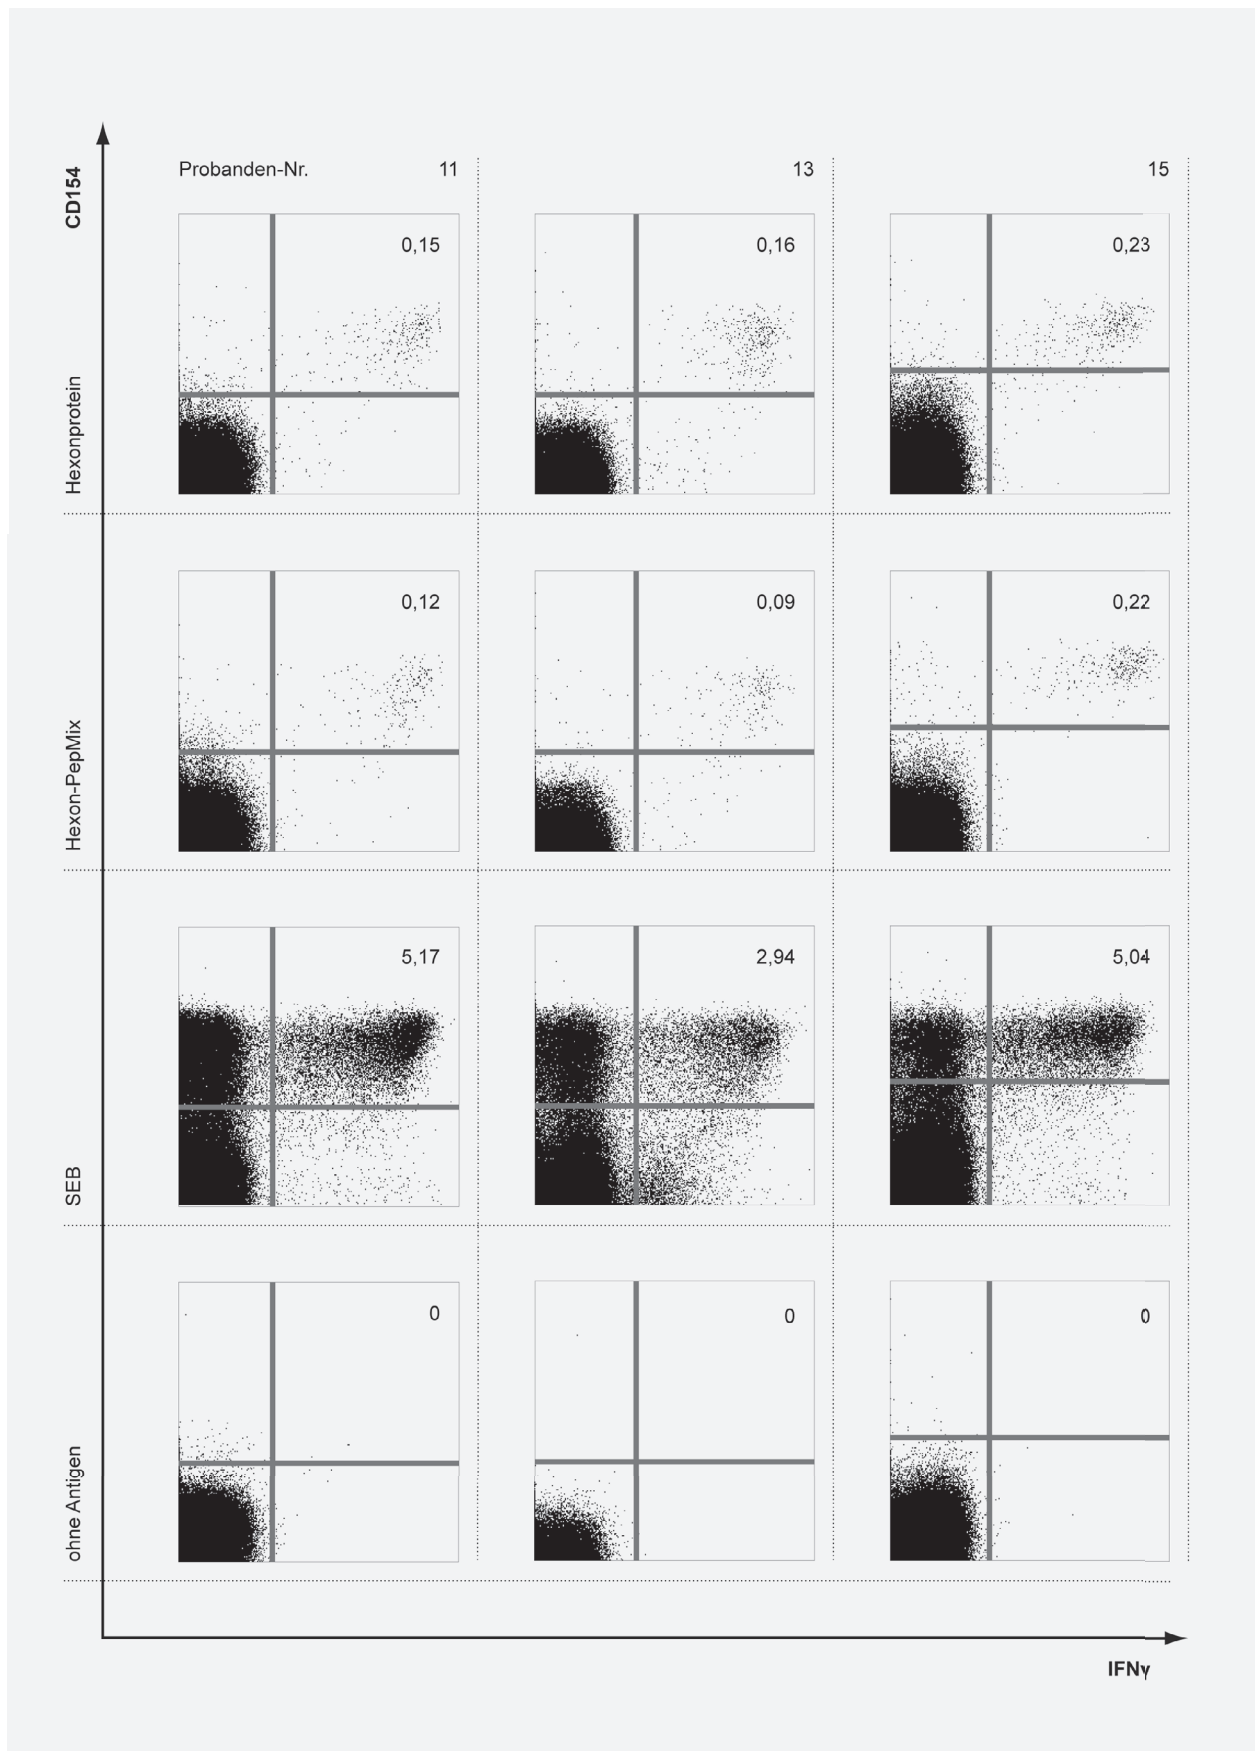 CD154
Probanden-Nr. 11 13 15
Hexonprotein
0,15 0,16 0,23
Hexon-PepMix
0,12 0,09 0,22
SEB
5,17 2,94 5,04
ohne Antigen
0 0 0
IFNγ